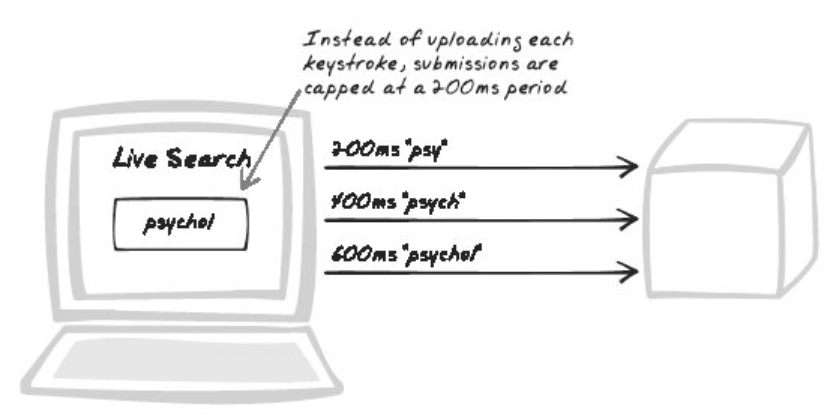 Instead of uploading each
keystroke, submissions are
capped at a 200ms period
Live Search
psychol
200ms "psy"
400ms "psych"
600ms "psychol"